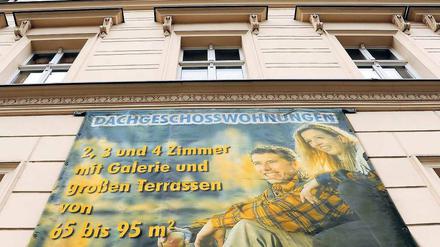 DACHGESCHOSSWOHNUNGEN
2, 3 und 4 Zimmer
mit Galerie und
großen Terrassen
von
65 bis 95 m²